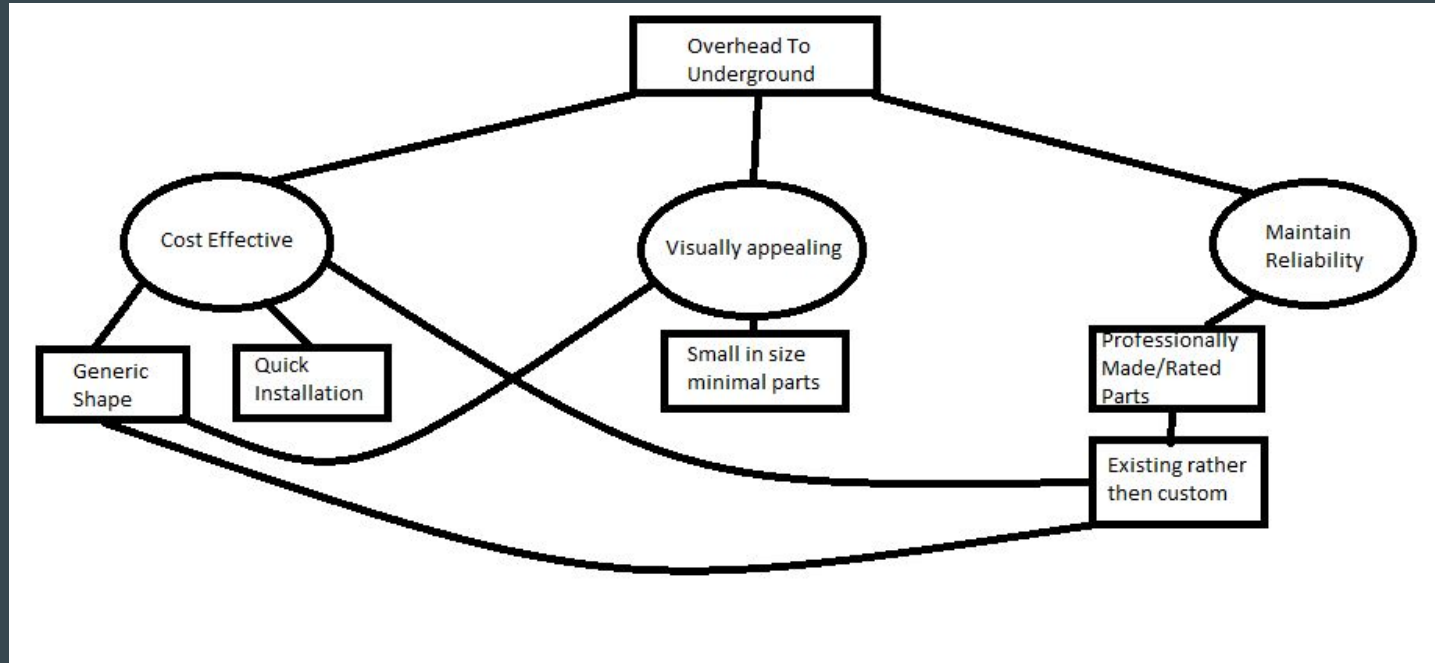 Overhead To
Underground
Cost Effective
Visually appealing
Maintain
Reliability
Generic
Shape
Quick
Installation
Small in size
minimal parts
Professionally
Made/Rated
Parts
Existing rather
then custom